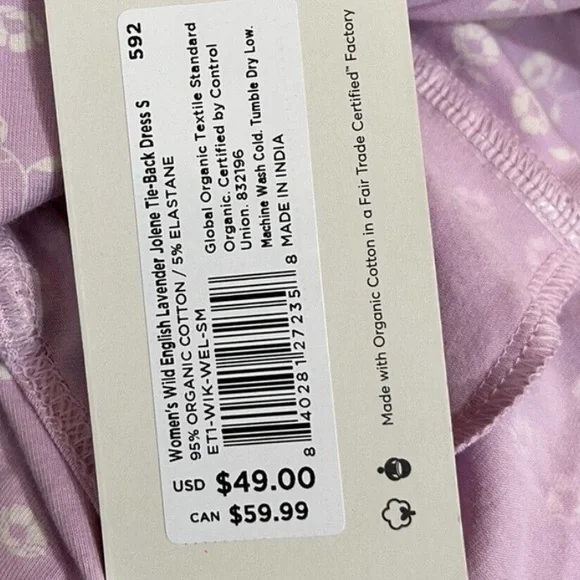 592
Women's Wild English Lavender Jolene Tie-Back Dress S
95% ORGANIC COTTON / 5% ELASTANE
ET1-WIK-WEL-SM
Global Organic Textile Standard
Organic. Certified by Control
Union. 832196
Machine Wash Cold. Tumble Dry Low.
MADE IN INDIA
8 40281 27235 8
USD $49.00
CAN $59.99
Made with Organic Cotton in a Fair Trade Certified™ Factory